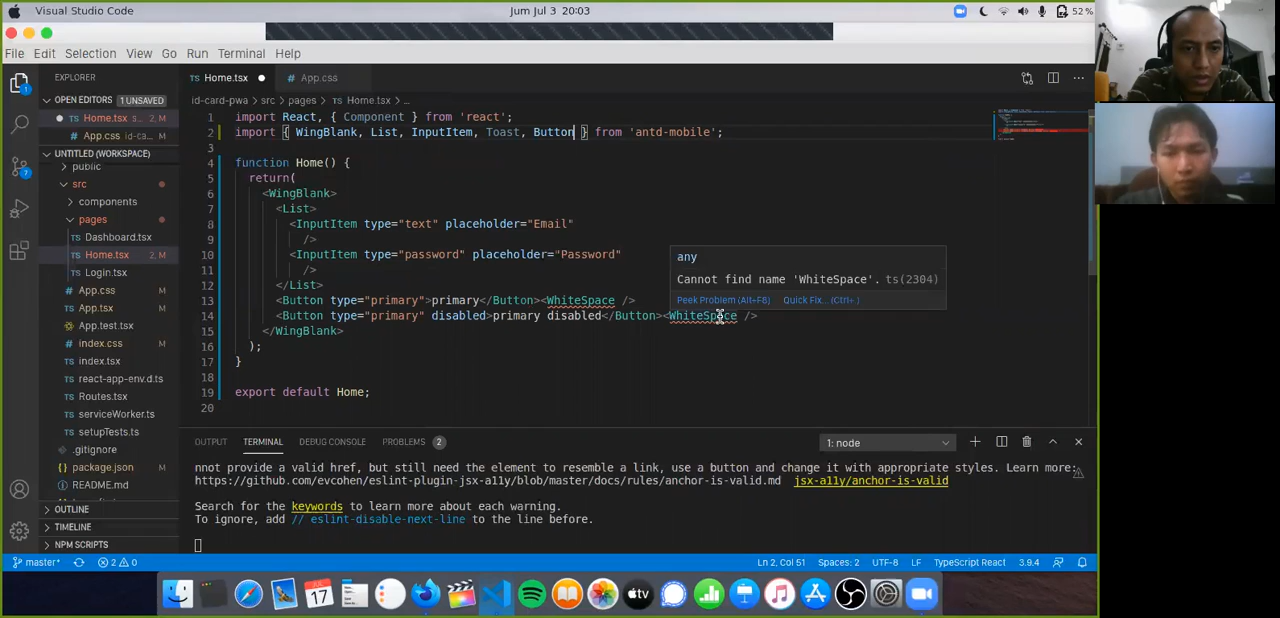 Visual Studio Code
Jum Jul 3 20:03
52 %
File Edit Selection View Go Run Terminal Help
EXPLORER
Home.tsx
# App.css
OPEN EDITORS 1 UNSAVED
Home.tsx s... 2, M
# App.css id-ca...
UNTITLED (WORKSPACE)
public
src
components
pages
Dashboard.tsx
Home.tsx 2, M
Login.tsx
App.css M
App.tsx M
App.test.tsx
index.css M
index.tsx
react-app-env.d.ts
Routes.tsx
serviceWorker.ts
setupTests.ts
.gitignore
package.json M
README.md
OUTLINE
TIMELINE
NPM SCRIPTS
id-card-pwa > src > pages > Home.tsx > ...
1 import React, { Component } from 'react';
2 import { WingBlank, List, InputItem, Toast, Button } from 'antd-mobile';
3
4 function Home() {
5 return(
6 <WingBlank>
7 <List>
8 <InputItem type="text" placeholder="Email"
9 />
10 <InputItem type="password" placeholder="Password"
11 />
12 </List>
13 <Button type="primary">primary</Button><WhiteSpace />
14 <Button type="primary" disabled>primary disabled</Button><WhiteSpace />
15 </WingBlank>
16 );
17 }
18
19 export default Home;
20
any
Cannot find name 'WhiteSpace'. ts(2304)
Peek Problem (Alt+F8) Quick Fix... (Ctrl+.)
OUTPUT TERMINAL DEBUG CONSOLE PROBLEMS 2
1: node
nnot provide a valid href, but still need the element to resemble a link, use a button and change it with appropriate styles. Learn more:
https://github.com/evcohen/eslint-plugin-jsx-a11y/blob/master/docs/rules/anchor-is-valid.md jsx-a11y/anchor-is-valid
Search for the keywords to learn more about each warning.
To ignore, add // eslint-disable-next-line to the line before.
master* 2 0
Ln 2, Col 51 Spaces: 2 UTF-8 LF TypeScript React 3.9.4
JUL
17
tv